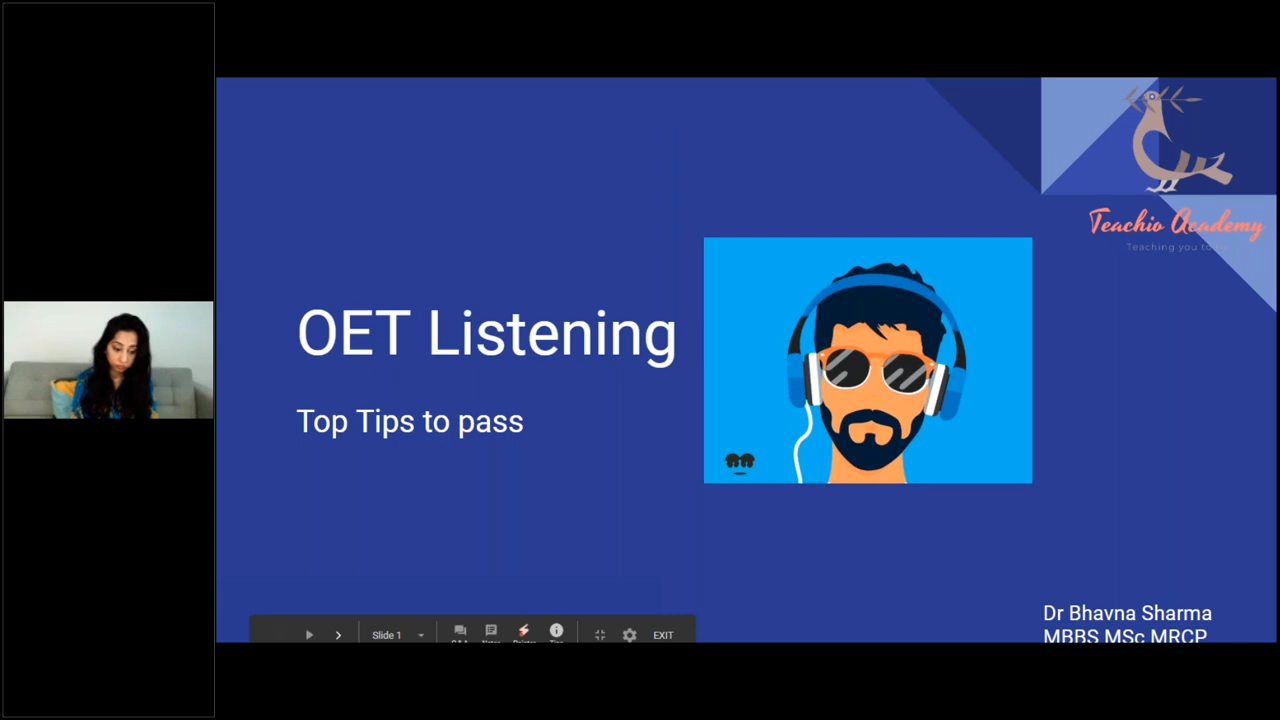 Teachio Academy
Teaching you to
OET Listening
Top Tips to pass
Dr Bhavna Sharma
MBBS MSc MRCP
Slide 1
EXIT